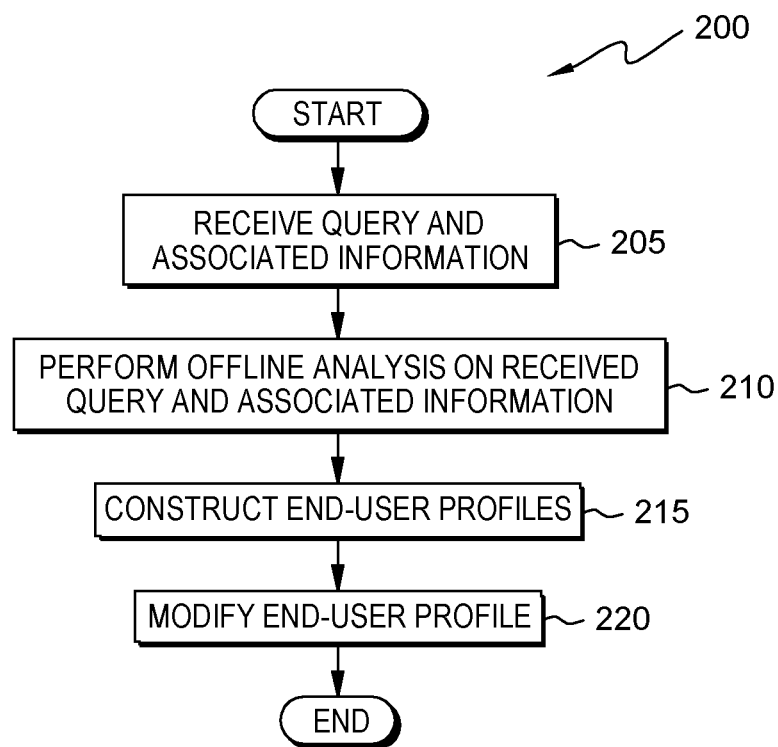 200
START
RECEIVE QUERY AND
ASSOCIATED INFORMATION
205
PERFORM OFFLINE ANALYSIS ON RECEIVED
QUERY AND ASSOCIATED INFORMATION
210
CONSTRUCT END-USER PROFILES
215
MODIFY END-USER PROFILE
220
END